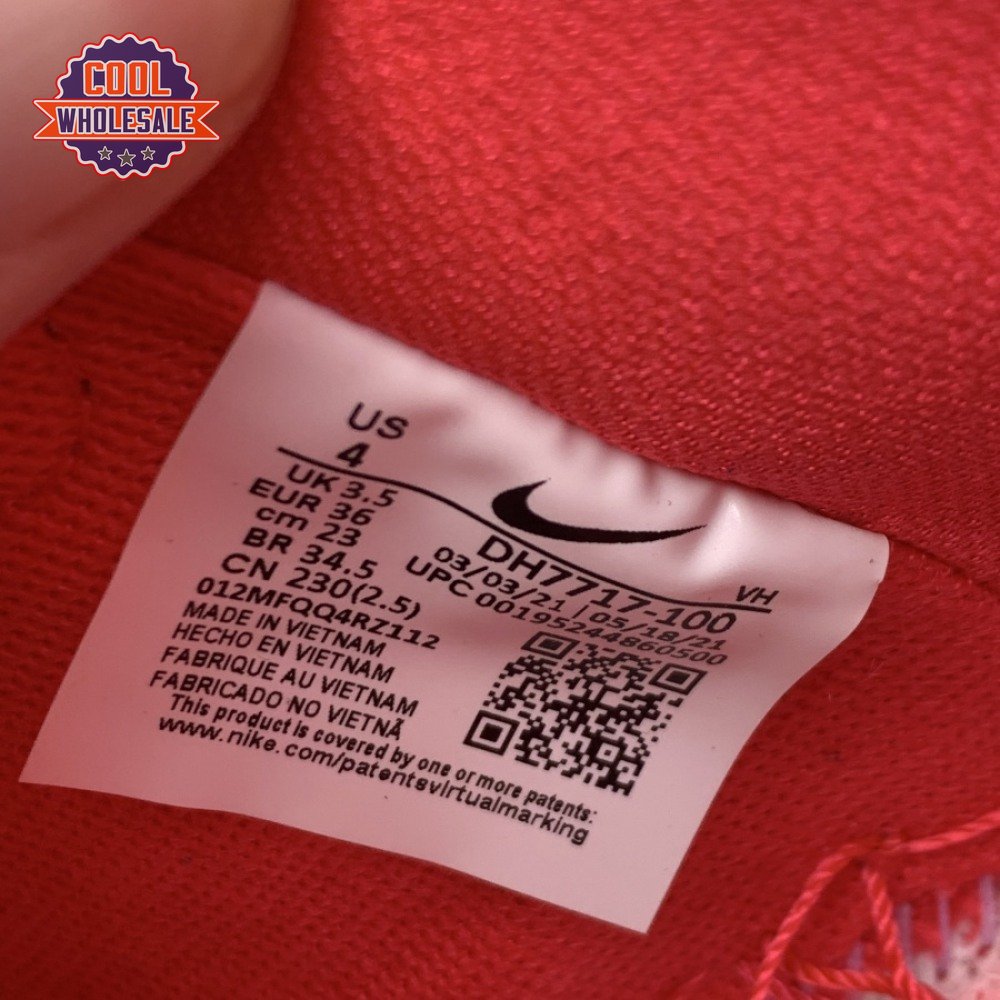 COOL
WHOLESALE
US
4
UK 3.5
EUR 36
cm 23
BR 34.5
CN 230(2.5)
012MFQQ4RZ112
MADE IN VIETNAM
HECHO EN VIETNAM
FABRIQUE AU VIETNAM
FABRICADO NO VIETNÃ
This product is covered by one or more patents:
www.nike.com/patentsvirtualmarking
DH7717-100
VH
03/03/21 / 05/18/21
UPC 00195244860500